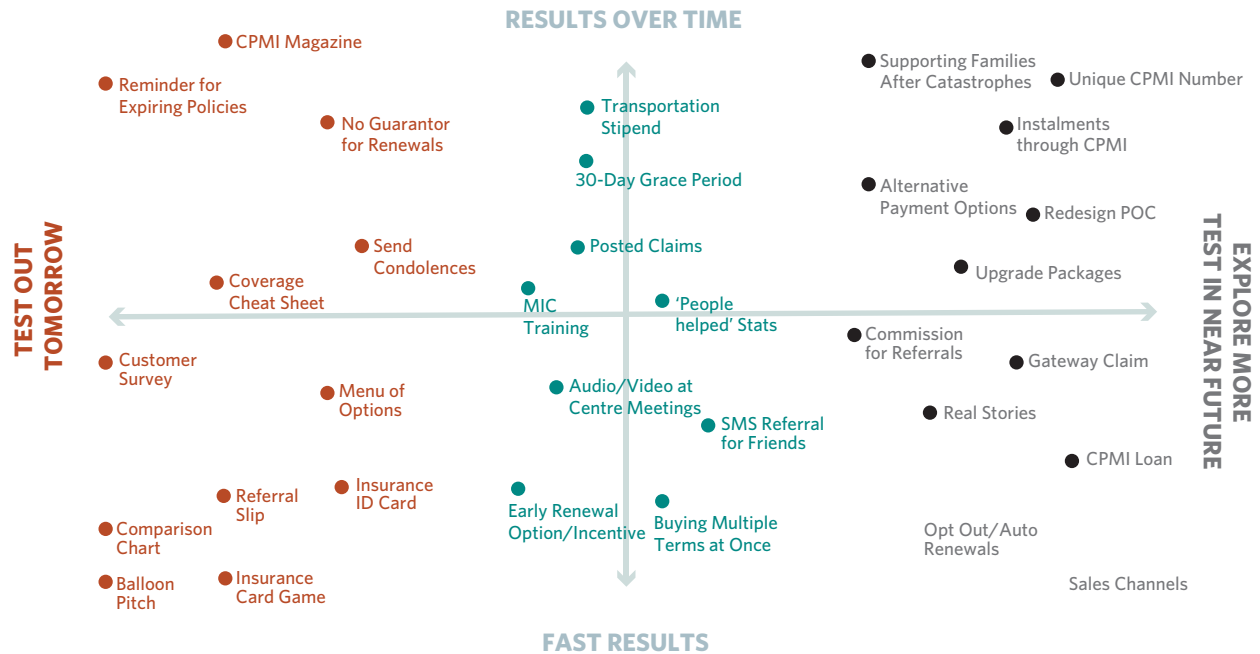 RESULTS OVER TIME
CPMI Magazine
Reminder for
Expiring Policies
No Guarantor
for Renewals
Transportation
Stipend
30-Day Grace Period
Supporting Families
After Catastrophes
Unique CPMI Number
Instalments
through CPMI
Alternative
Payment Options
Redesign POC
Send
Condolences
Coverage
Cheat Sheet
Posted Claims
MIC
Training
‘People
helped’ Stats
Upgrade Packages
TEST OUT
TOMORROW
EXPLORE MORE
TEST IN NEAR FUTURE
Customer
Survey
Menu of
Options
Audio/Video at
Centre Meetings
SMS Referral
for Friends
Commission
for Referrals
Gateway Claim
Real Stories
CPMI Loan
Referral
Slip
Insurance
ID Card
Comparison
Chart
Balloon
Pitch
Insurance
Card Game
Early Renewal
Option/Incentive
Buying Multiple
Terms at Once
Opt Out/Auto
Renewals
Sales Channels
FAST RESULTS